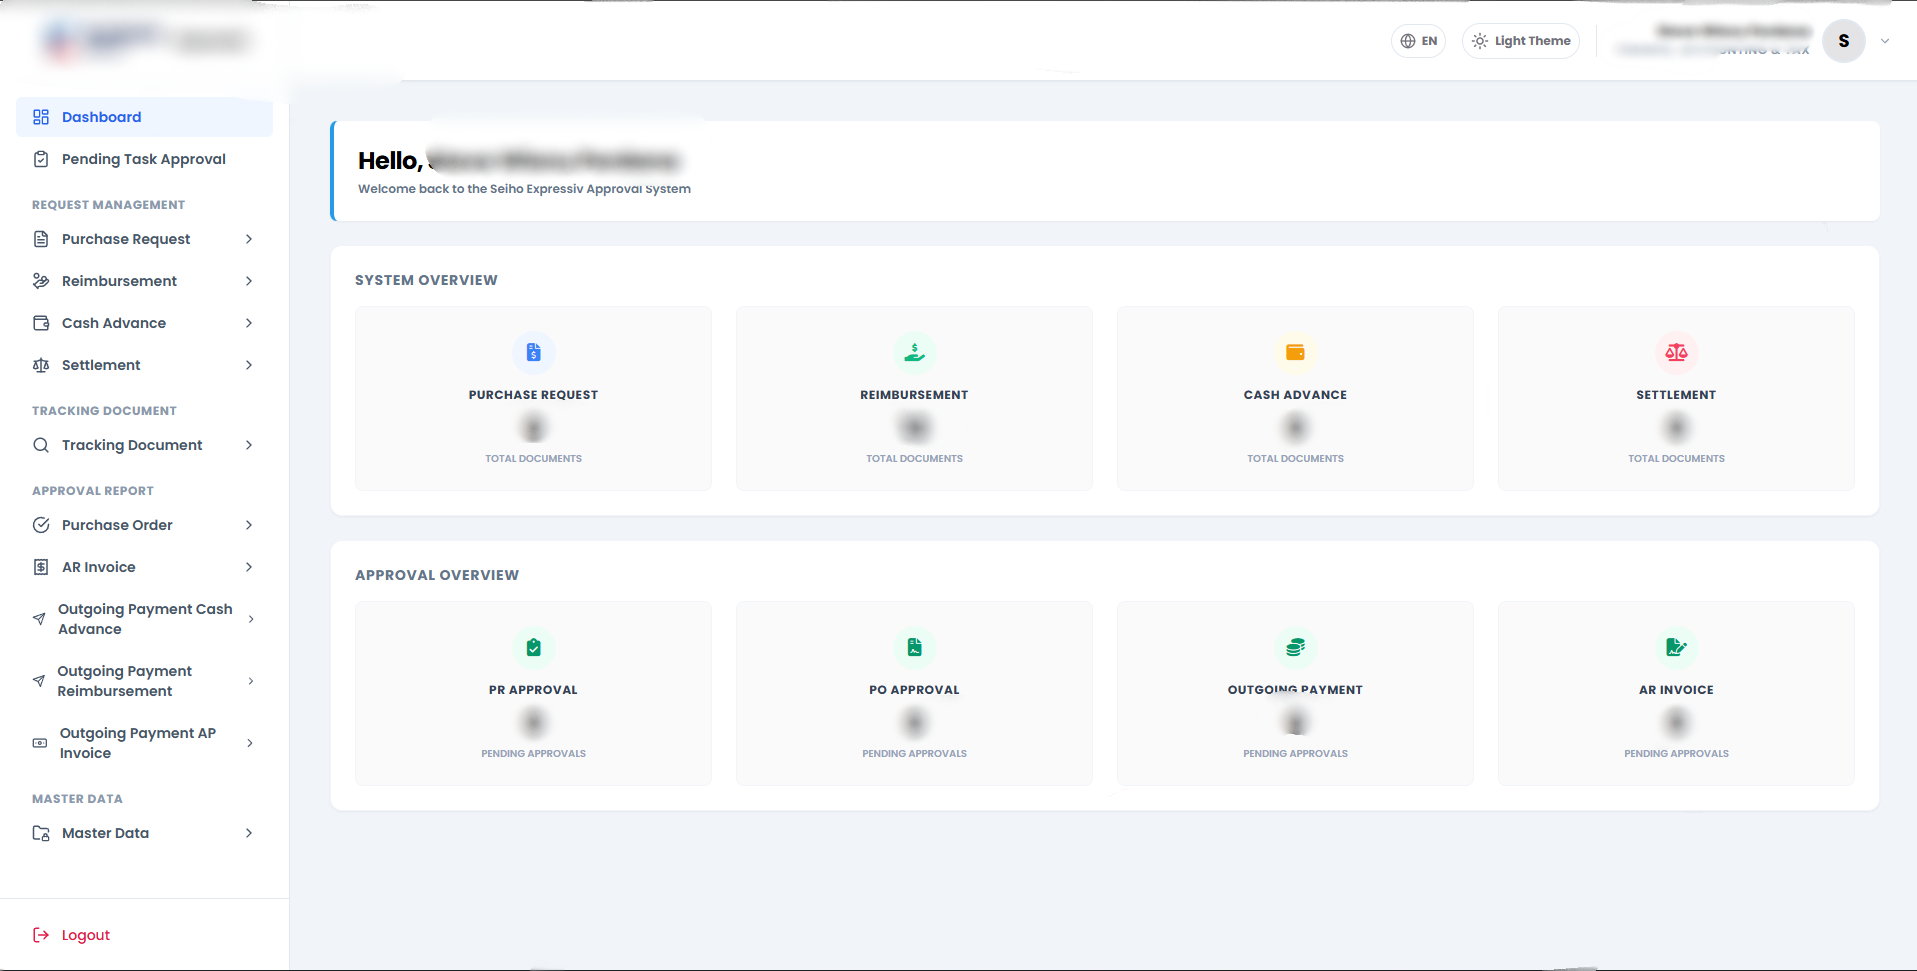 EN
Light Theme
S
Dashboard
Pending Task Approval
REQUEST MANAGEMENT
Purchase Request
Reimbursement
Cash Advance
Settlement
TRACKING DOCUMENT
Tracking Document
APPROVAL REPORT
Purchase Order
AR Invoice
Outgoing Payment Cash
Advance
Outgoing Payment
Reimbursement
Outgoing Payment AP
Invoice
MASTER DATA
Master Data
Logout
Hello,
Welcome back to the Seiho Expressiv Approval System
SYSTEM OVERVIEW
PURCHASE REQUEST
TOTAL DOCUMENTS
REIMBURSEMENT
TOTAL DOCUMENTS
CASH ADVANCE
TOTAL DOCUMENTS
SETTLEMENT
TOTAL DOCUMENTS
APPROVAL OVERVIEW
PR APPROVAL
PENDING APPROVALS
PO APPROVAL
PENDING APPROVALS
OUTGOING PAYMENT
PENDING APPROVALS
AR INVOICE
PENDING APPROVALS